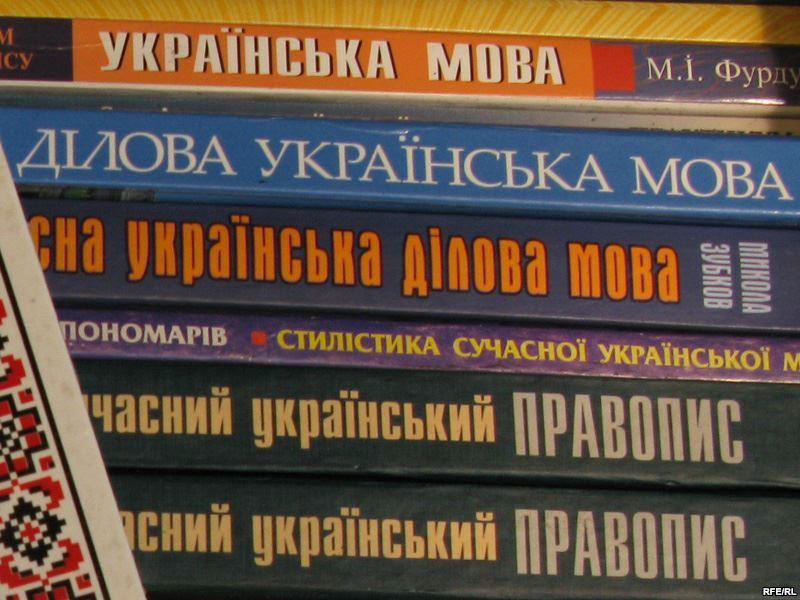 УКРАЇНСЬКА МОВА М.І. Фурду
ДІЛОВА УКРАЇНСЬКА МОВА
сна українська ділова мова МИКОЛА ЗУБКОВ
ПОНОМАРІВ СТИЛІСТИКА СУЧАСНОЇ УКРАЇНСЬКОЇ М
часний український ПРАВОПИС
асний український ПРАВОПИС
RFE/RL